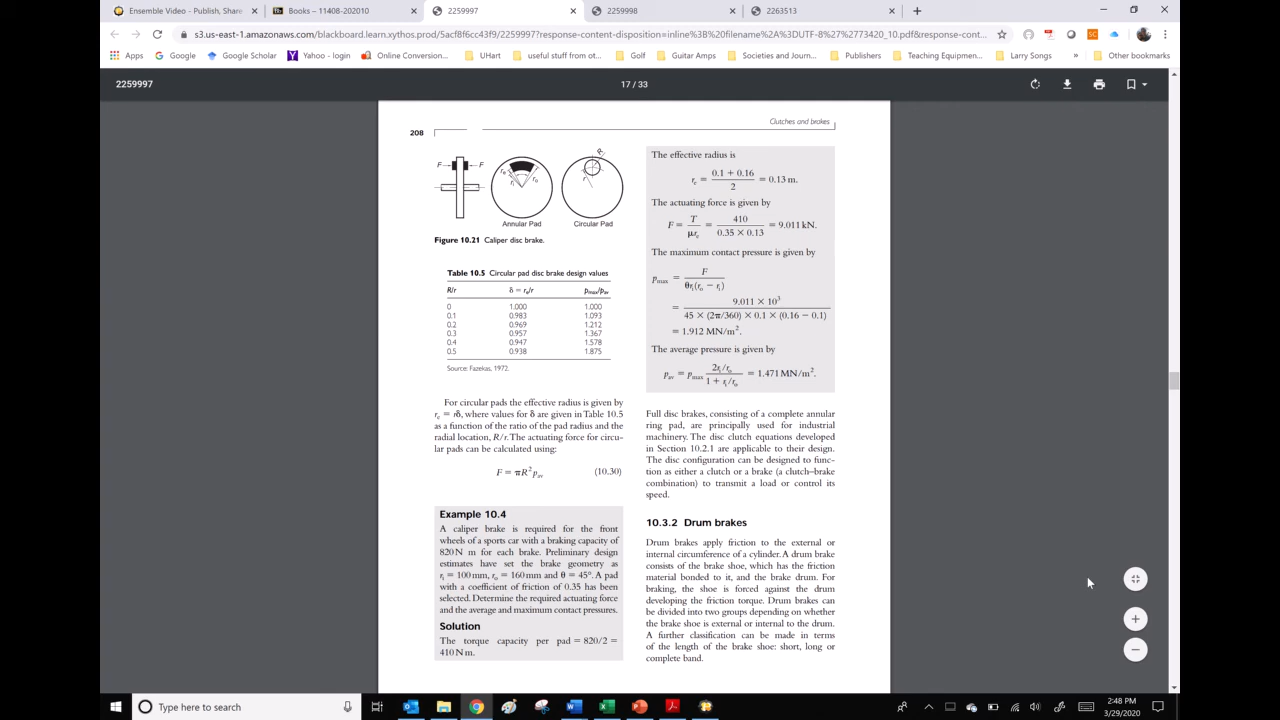 Ensemble Video - Publish, Share
Books – 11408-202010
2259997
2259998
2263513
s3.us-east-1.amazonaws.com/blackboard.learn.xythos.prod/5acf8f6cc43f9/2259997?response-content-disposition=inline%3B%20filename%2A%3DUTF-8%27%273420_10.pdf&response-cont...
Apps
Google
Google Scholar
Yahoo - login
Online Conversion...
UHart
useful stuff from ot...
Golf
Guitar Amps
Societies and Journ...
Publishers
Teaching Equipmen...
Larry Songs
»
Other bookmarks
2259997
17 / 33
208
Clutches and brakes
F
F
rₑ
rᵢ
rₒ
R
r
Annular Pad
Circular Pad
Figure 10.21 Caliper disc brake.
Table 10.5 Circular pad disc brake design values
R/r δ = rₑ/r pmax/pav
0 1.000 1.000
0.1 0.983 1.093
0.2 0.969 1.212
0.3 0.957 1.367
0.4 0.947 1.578
0.5 0.938 1.875
Source: Fazekas, 1972.
For circular pads the effective radius is given by
rₑ = rδ, where values for δ are given in Table 10.5
as a function of the ratio of the pad radius and the
radial location, R/r. The actuating force for circu-
lar pads can be calculated using:
F = πR²pav (10.30)
Example 10.4
A caliper brake is required for the front
wheels of a sports car with a braking capacity of
820 N m for each brake. Preliminary design
estimates have set the brake geometry as
rᵢ = 100 mm, rₒ = 160 mm and θ = 45°. A pad
with a coefficient of friction of 0.35 has been
selected. Determine the required actuating force
and the average and maximum contact pressures.
Solution
The torque capacity per pad = 820/2 =
410 N m.
The effective radius is
rₑ = (0.1 + 0.16)/2 = 0.13 m.
The actuating force is given by
F = T/(μrₑ) = 410/(0.35 × 0.13) = 9.011 kN.
The maximum contact pressure is given by
pmax = F/(θrᵢ(rₒ − rᵢ))
= 9.011 × 10³/(45 × (2π/360) × 0.1 × (0.16 − 0.1))
= 1.912 MN/m².
The average pressure is given by
pav = pmax (2rᵢ/rₒ)/(1 + rᵢ/rₒ) = 1.471 MN/m².
Full disc brakes, consisting of a complete annular
ring pad, are principally used for industrial
machinery. The disc clutch equations developed
in Section 10.2.1 are applicable to their design.
The disc configuration can be designed to func-
tion as either a clutch or a brake (a clutch–brake
combination) to transmit a load or control its
speed.
10.3.2 Drum brakes
Drum brakes apply friction to the external or
internal circumference of a cylinder. A drum brake
consists of the brake shoe, which has the friction
material bonded to it, and the brake drum. For
braking, the shoe is forced against the drum
developing the friction torque. Drum brakes can
be divided into two groups depending on whether
the brake shoe is external or internal to the drum.
A further classification can be made in terms
of the length of the brake shoe: short, long or
complete band.
Type here to search
2:48 PM
3/29/2020